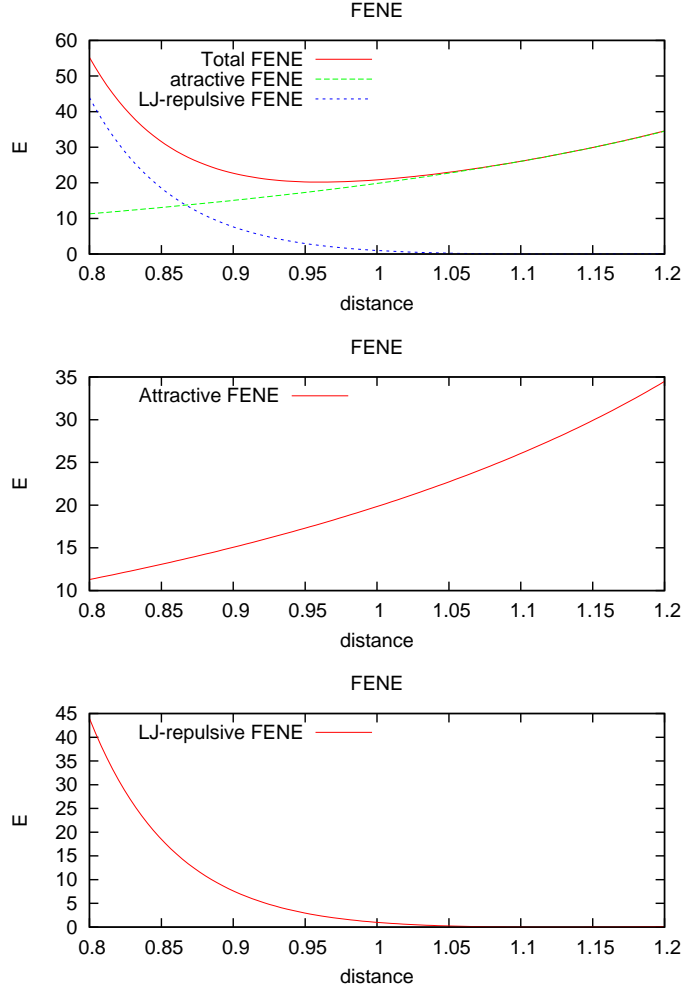 FENE
60
50
40
30
20
10
0
E
Total FENE
atractive FENE
LJ-repulsive FENE
0.8 0.85 0.9 0.95 1 1.05 1.1 1.15 1.2
distance
FENE
35
30
25
20
15
10
E
Attractive FENE
0.8 0.85 0.9 0.95 1 1.05 1.1 1.15 1.2
distance
FENE
45
40
35
30
25
20
15
10
5
0
E
LJ-repulsive FENE
0.8 0.85 0.9 0.95 1 1.05 1.1 1.15 1.2
distance